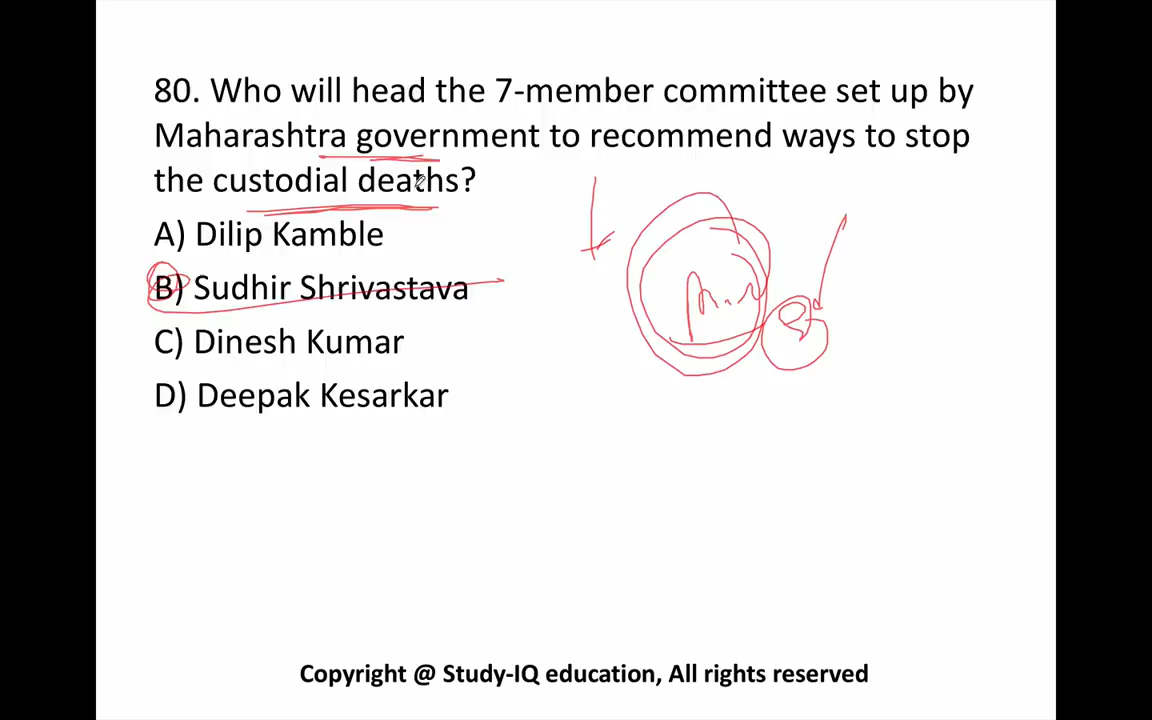 80. Who will head the 7-member committee set up by
Maharashtra government to recommend ways to stop
the custodial deaths?
A) Dilip Kamble
B) Sudhir Shrivastava
C) Dinesh Kumar
D) Deepak Kesarkar
Copyright @ Study-IQ education, All rights reserved